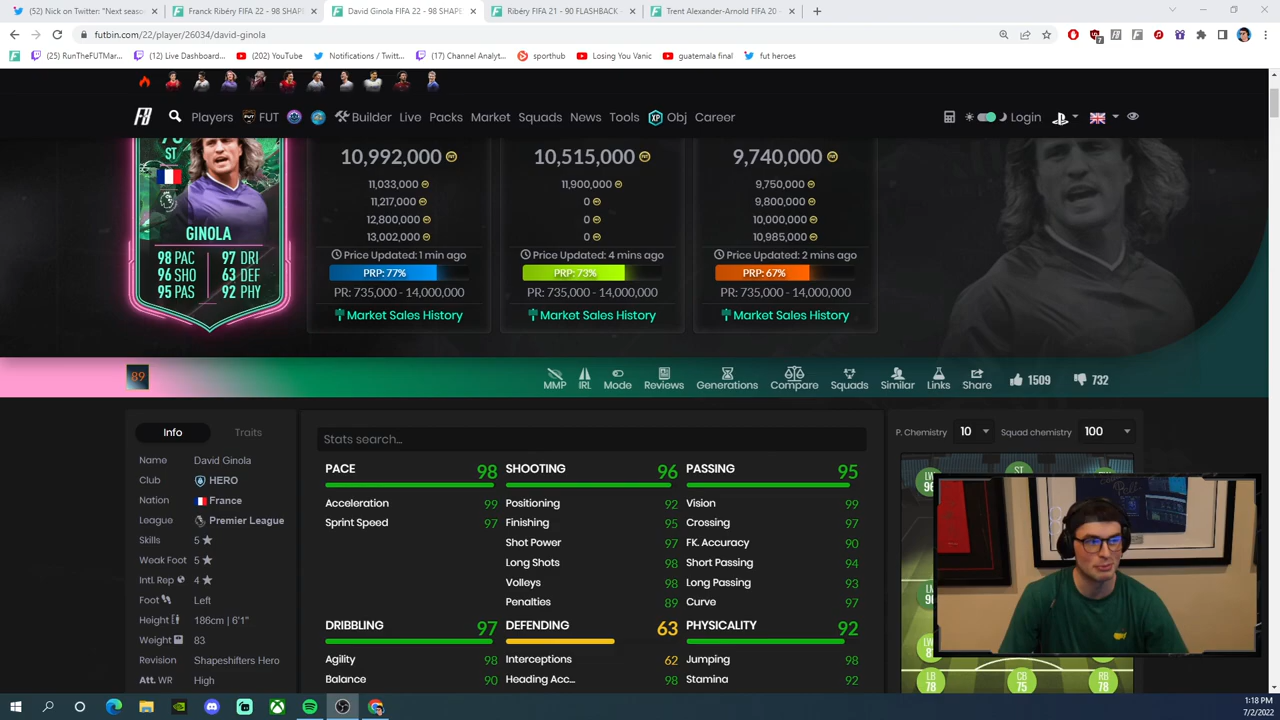 (52) Nick on Twitter: "Next seaso
Franck Ribéry FIFA 22 - 98 SHAP
David Ginola FIFA 22 - 98 SHAPE
Ribéry FIFA 21 - 90 FLASHBACK -
Trent Alexander-Arnold FIFA 20 -
futbin.com/22/player/26034/david-ginola
(25) RunTheFUTMar...
(12) Live Dashboard...
(202) YouTube
Notifications / Twitt...
(17) Channel Analyt...
sporthub
Losing You Vanic
guatemala final
fut heroes
Players
FUT
Builder
Live
Packs
Market
Squads
News
Tools
Obj
Career
Login
ST
GINOLA
98 PAC 97 DRI
96 SHO 63 DEF
95 PAS 92 PHY
10,992,000
11,033,000
11,217,000
12,800,000
13,002,000
Price Updated: 1 min ago
PRP: 77%
PR: 735,000 - 14,000,000
Market Sales History
10,515,000
11,900,000
0
0
0
Price Updated: 4 mins ago
PRP: 73%
PR: 735,000 - 14,000,000
Market Sales History
9,740,000
9,750,000
9,800,000
10,000,000
10,985,000
Price Updated: 2 mins ago
PRP: 67%
PR: 735,000 - 14,000,000
Market Sales History
89
MMP
IRL
Mode
Reviews
Generations
Compare
Squads
Similar
Links
Share
1509
732
Info
Traits
Name David Ginola
Club HERO
Nation France
League Premier League
Skills 5
Weak Foot 5
Intl. Rep 4
Foot Left
Height 186cm | 6'1"
Weight 83
Revision Shapeshifters Hero
Att. WR High
Stats search...
PACE 98
Acceleration 99
Sprint Speed 97
SHOOTING 96
Positioning 92
Finishing 95
Shot Power 97
Long Shots 98
Volleys 98
Penalties 89
PASSING 95
Vision 99
Crossing 97
FK. Accuracy 90
Short Passing 94
Long Passing 93
Curve 97
DRIBBLING 97
Agility 98
Balance 90
DEFENDING 63
Interceptions 62
Heading Acc... 98
PHYSICALITY 92
Jumping 98
Stamina 92
P. Chemistry 10
Squad chemistry 100
LW
ST
LB
78
CB
75
RB
78
1:18 PM
7/2/2022